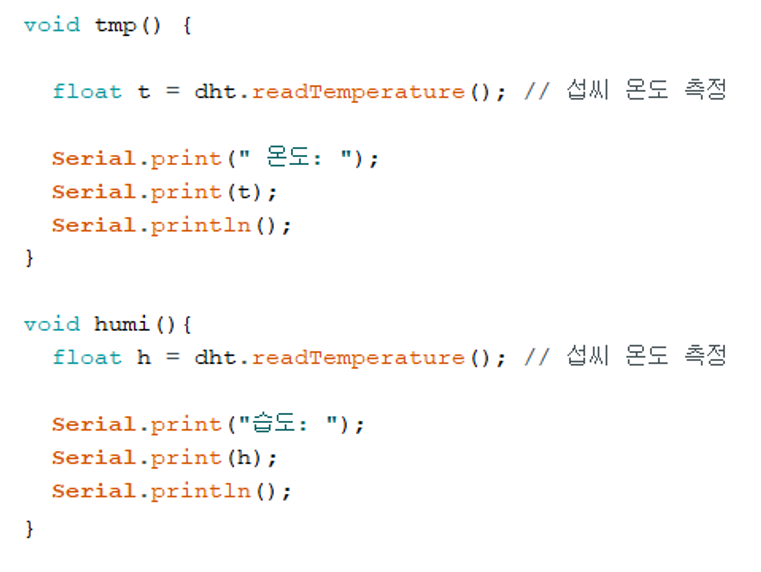 void tmp() {
float t = dht.readTemperature(); // 섭씨 온도 측정
Serial.print(" 온도: ");
Serial.print(t);
Serial.println();
}
void humi(){
float h = dht.readTemperature(); // 섭씨 온도 측정
Serial.print("습도: ");
Serial.print(h);
Serial.println();
}